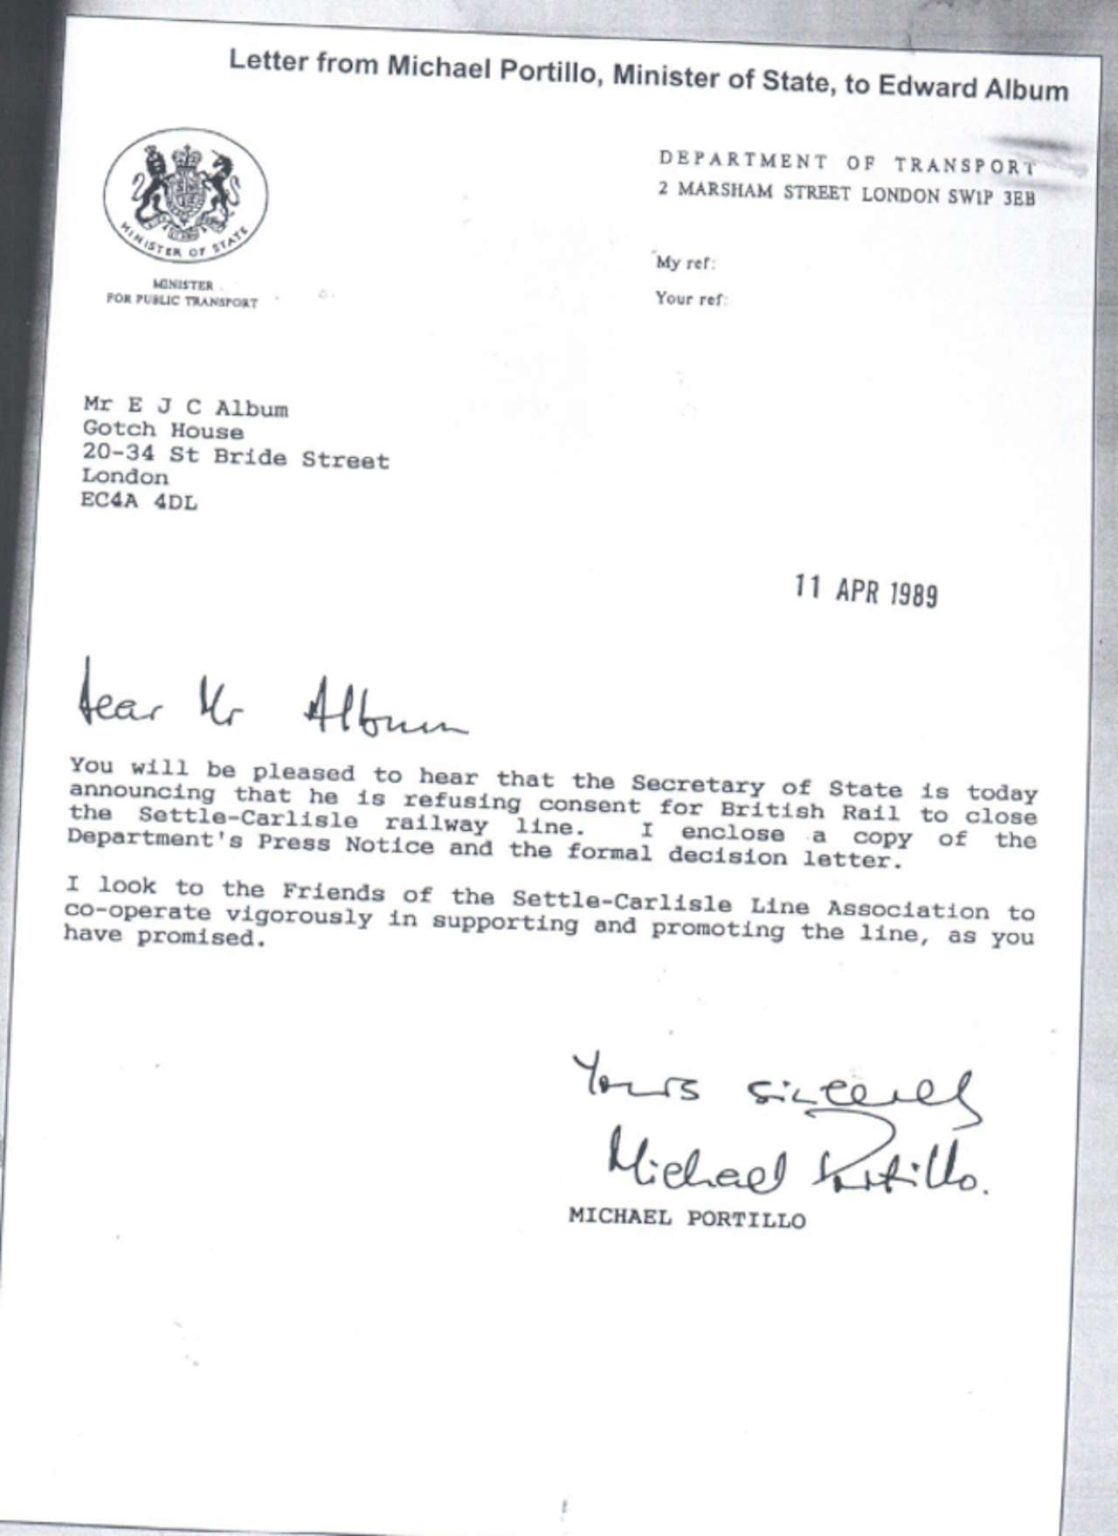 Letter from Michael Portillo, Minister of State, to Edward Album
MINISTER OF STATE
MINISTER
FOR PUBLIC TRANSPORT
DEPARTMENT OF TRANSPORT
2 MARSHAM STREET LONDON SW1P 3EB
My ref:
Your ref:
Mr E J C Album
Gotch House
20-34 St Bride Street
London
EC4A 4DL
11 APR 1989
Dear Mr Album
You will be pleased to hear that the Secretary of State is today
announcing that he is refusing consent for British Rail to close
the Settle-Carlisle railway line. I enclose a copy of the
Department's Press Notice and the formal decision letter.
I look to the Friends of the Settle-Carlisle Line Association to
co-operate vigorously in supporting and promoting the line, as you
have promised.
Yours sincerely
Michael Portillo.
MICHAEL PORTILLO